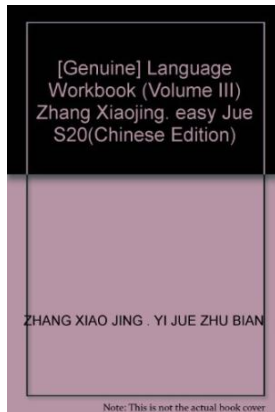 [Genuine] Language
Workbook (Volume III)
Zhang Xiaojing. easy Jue
S20(Chinese Edition)
ZHANG XIAO JING . YI JUE ZHU BIAN
Note: This is not the actual book cover